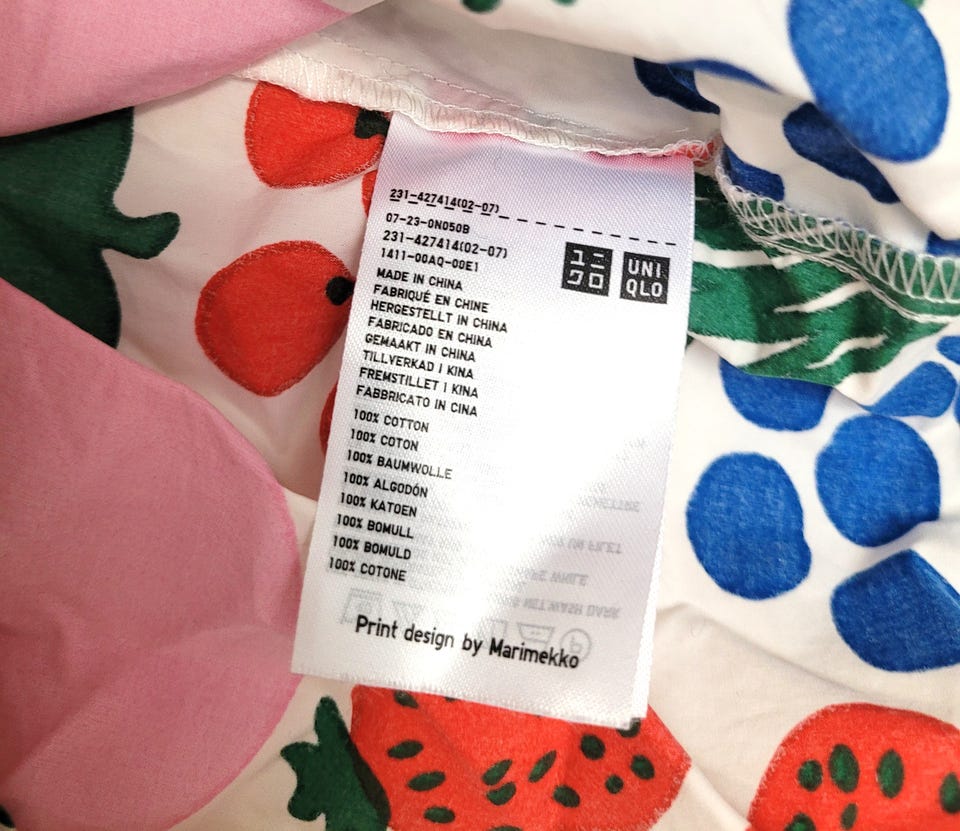 231-427414(02-07)
07-23-0N050B
231-427414(02-07)
1411-00AQ-00E1
ユニ
クロ
UNI
QLO
MADE IN CHINA
FABRIQUÉ EN CHINE
HERGESTELLT IN CHINA
FABRICADO EN CHINA
GEMAAKT IN CHINA
TILLVERKAD I KINA
FREMSTILLET I KINA
FABBRICATO IN CINA
100% COTTON
100% COTON
100% BAUMWOLLE
100% ALGODÓN
100% KATOEN
100% BOMULL
100% BOMULD
100% COTONE
Print design by Marimekko